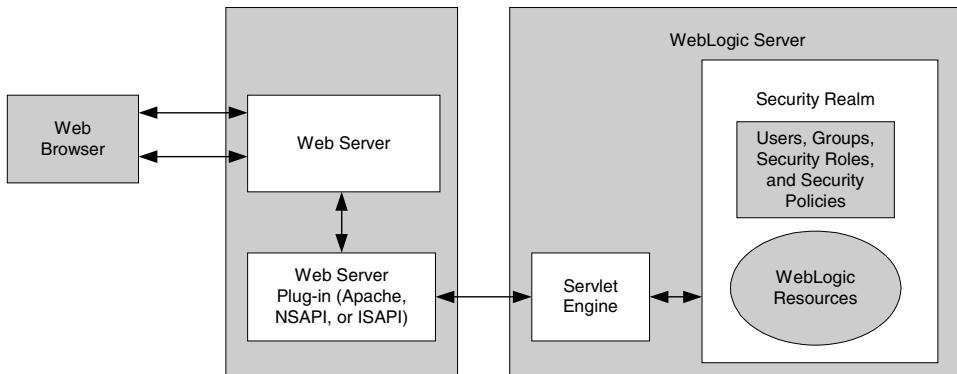 WebLogic Server
Security Realm
Web
Browser
Web Server
Users, Groups,
Security Roles,
and Security
Policies
Web Server
Plug-in (Apache,
NSAPI, or ISAPI)
Servlet
Engine
WebLogic
Resources